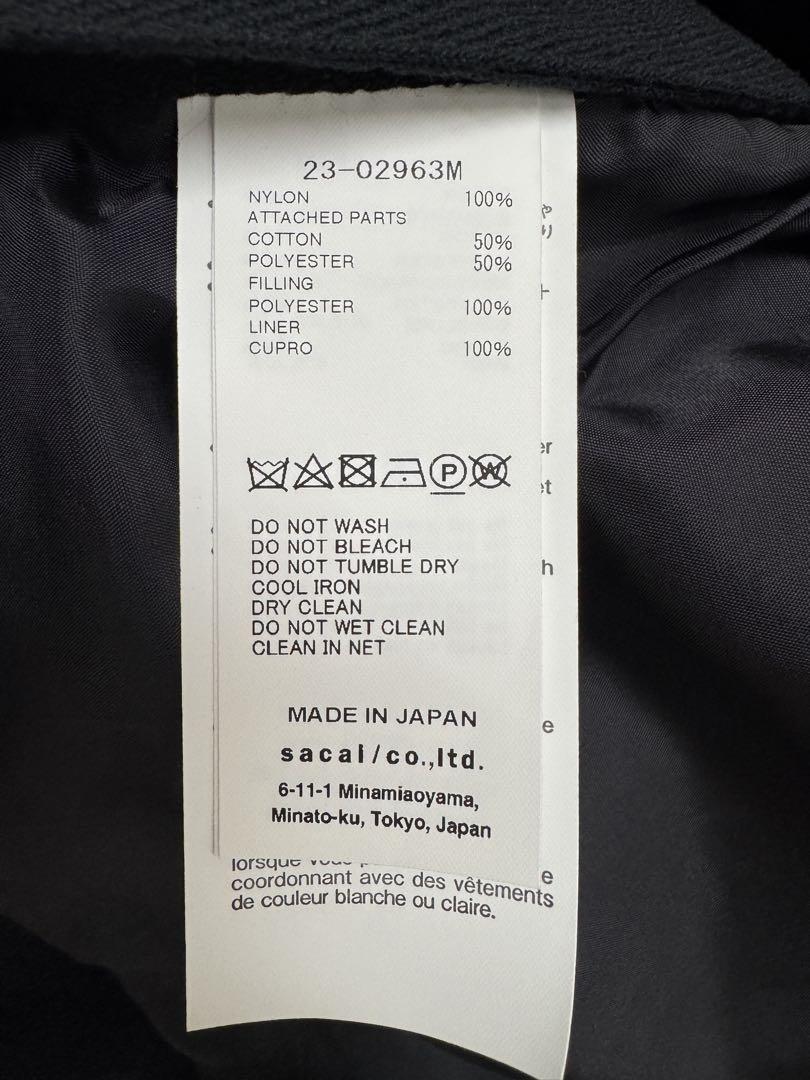 23-02963M
NYLON 100%
ATTACHED PARTS
COTTON 50%
POLYESTER 50%
FILLING
POLYESTER 100%
LINER
CUPRO 100%
P W
DO NOT WASH
DO NOT BLEACH
DO NOT TUMBLE DRY
COOL IRON
DRY CLEAN
DO NOT WET CLEAN
CLEAN IN NET
MADE IN JAPAN
sacai/co.,ltd.
6-11-1 Minamiaoyama,
Minato-ku, Tokyo, Japan
lorsque
coordonnant avec des vêtements
de couleur blanche ou claire.